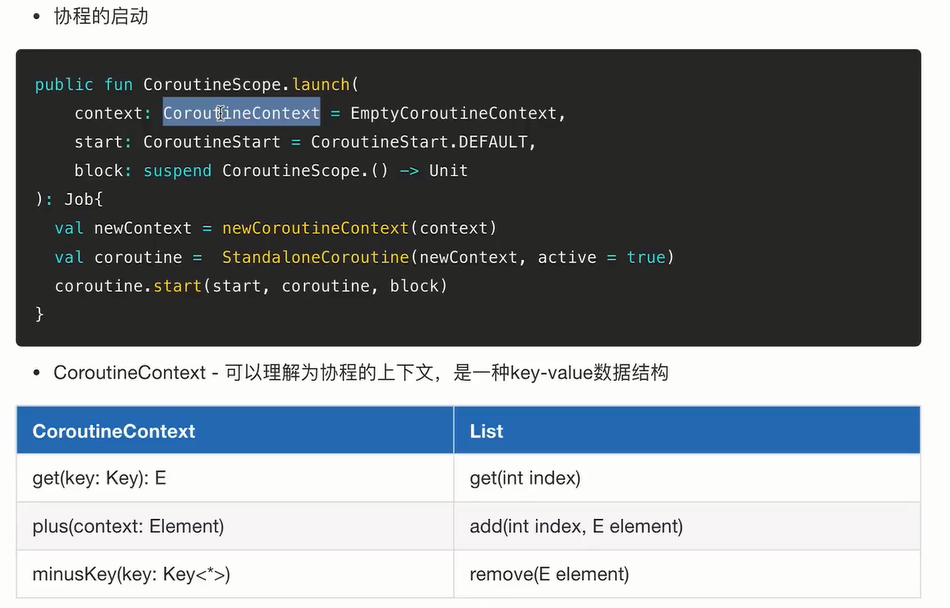 • 协程的启动
public fun CoroutineScope.launch(
    context: CoroutineContext = EmptyCoroutineContext,
    start: CoroutineStart = CoroutineStart.DEFAULT,
    block: suspend CoroutineScope.() -> Unit
): Job{
  val newContext = newCoroutineContext(context)
  val coroutine =  StandaloneCoroutine(newContext, active = true)
  coroutine.start(start, coroutine, block)
}
• CoroutineContext - 可以理解为协程的上下文，是一种key-value数据结构
CoroutineContext List
get(key: Key): E get(int index)
plus(context: Element) add(int index, E element)
minusKey(key: Key<*>) remove(E element)